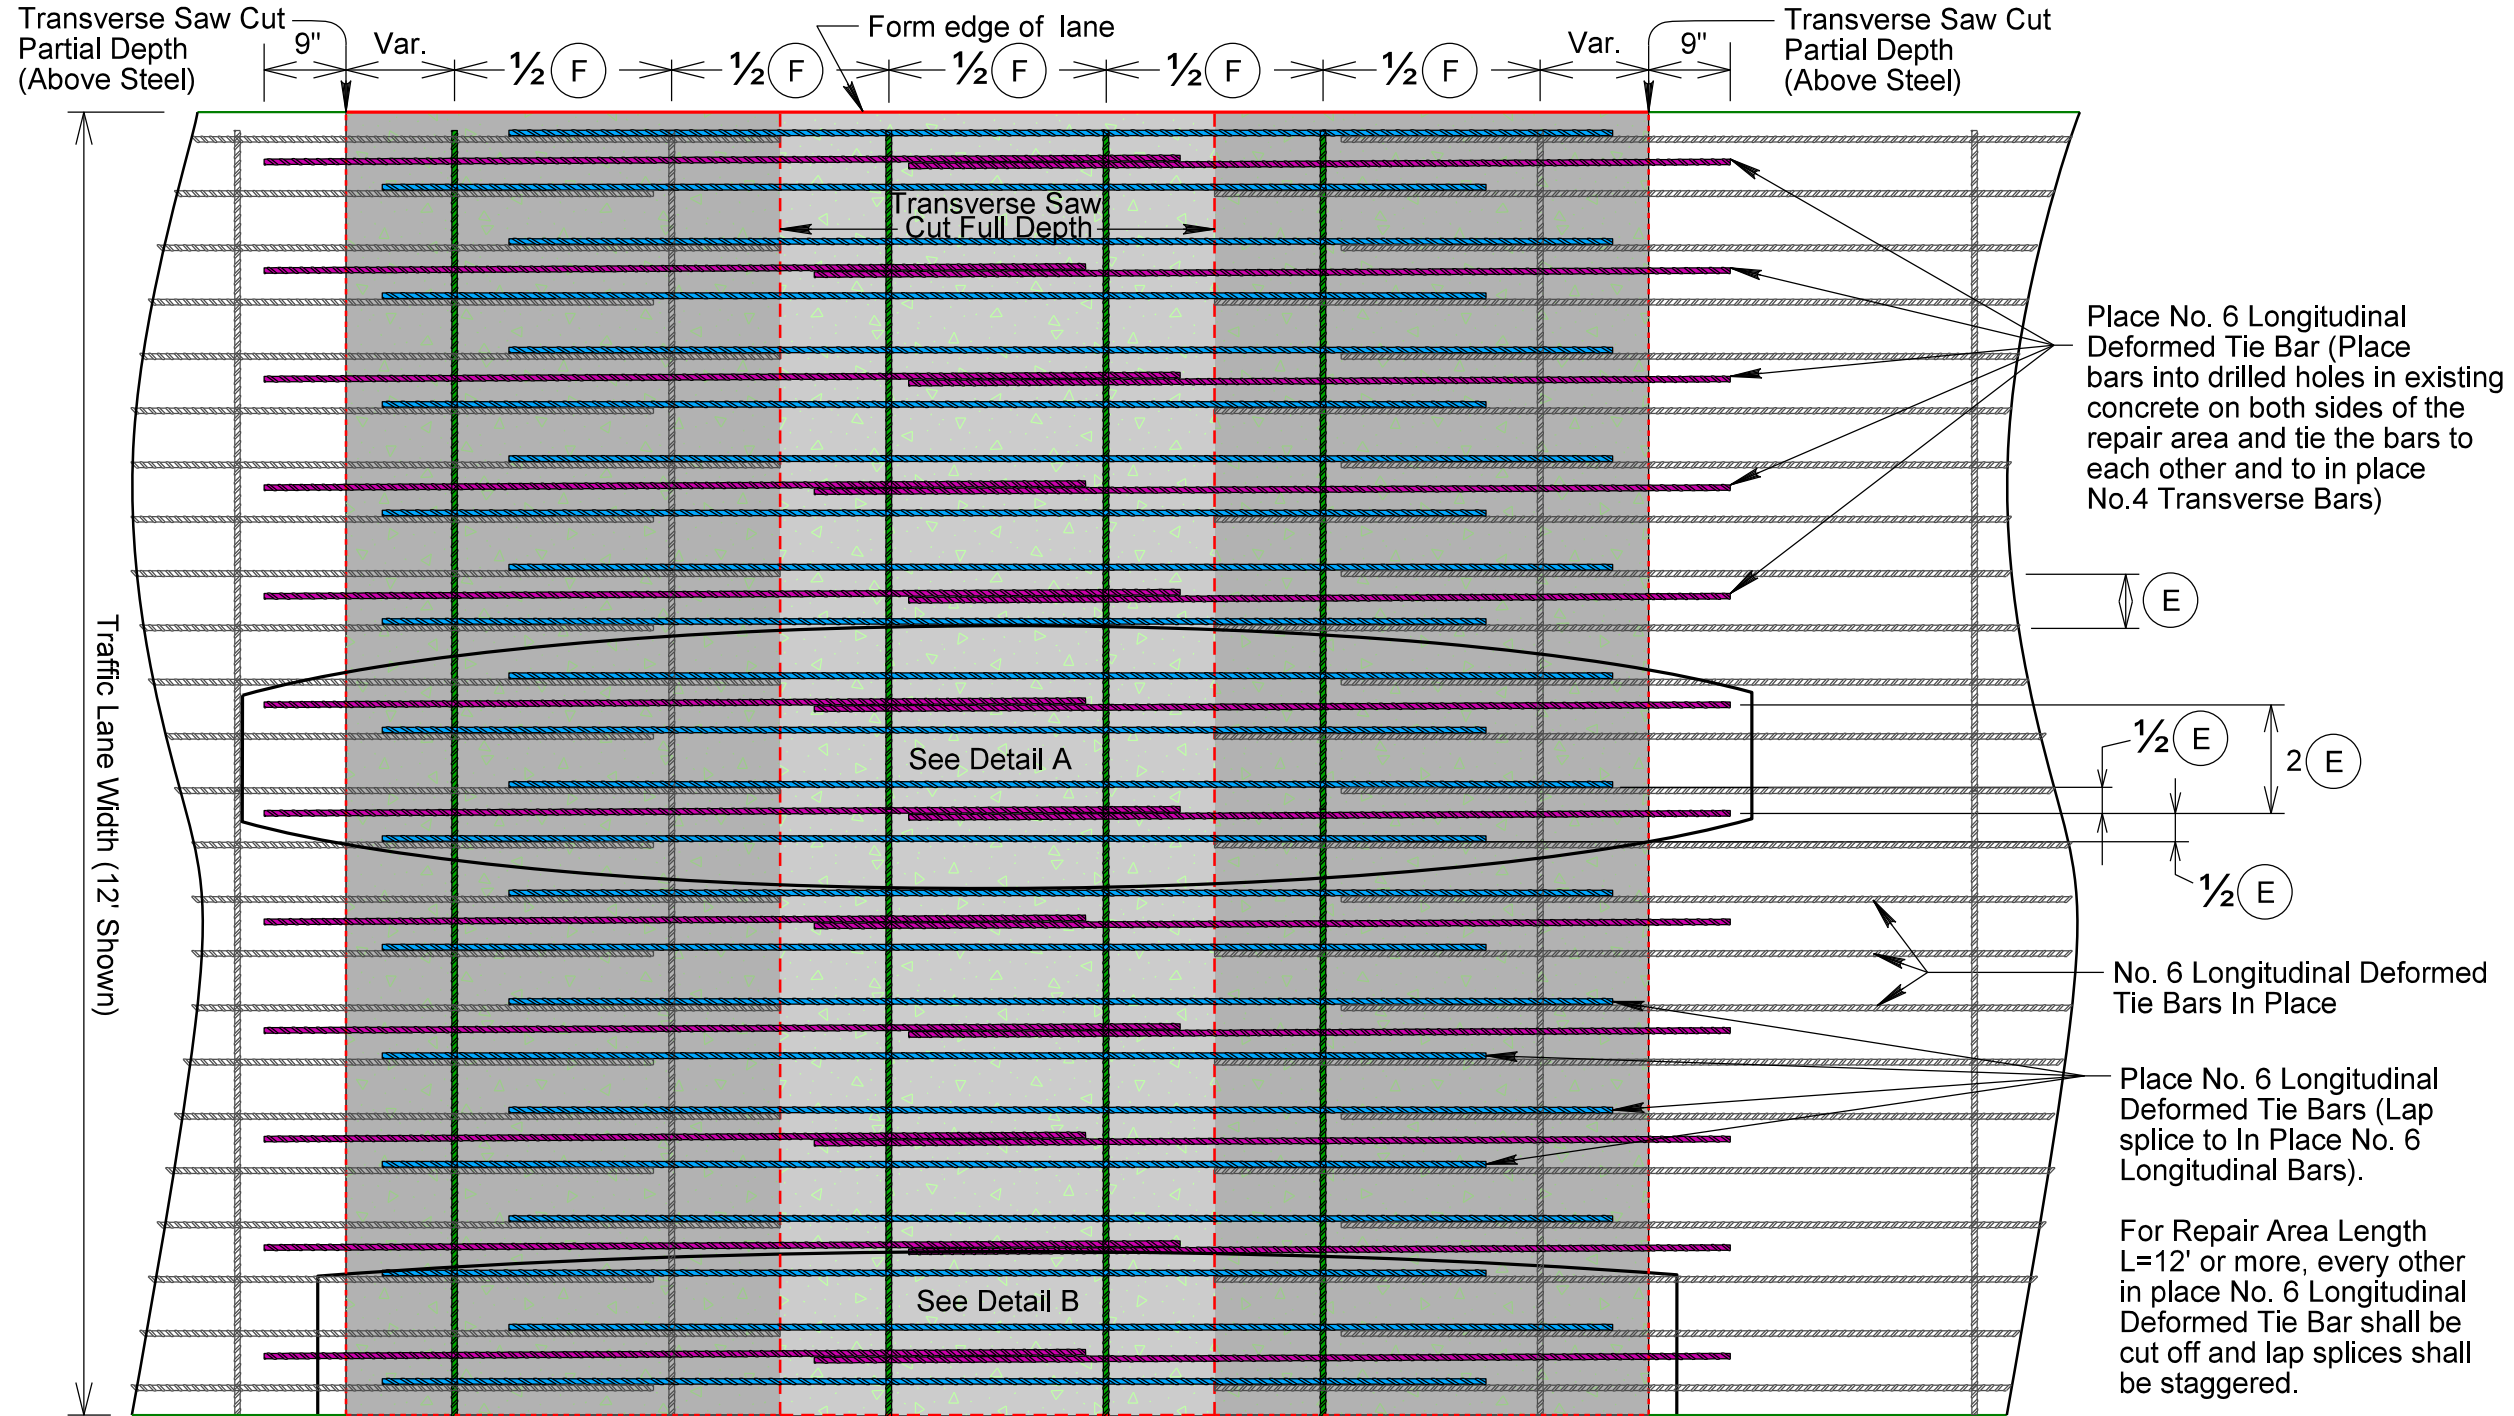 Transverse Saw Cut
Partial Depth
(Above Steel)
9"
Var.
½ F
½ F
½ F
½ F
½ F
Var.
9"
Form edge of lane
Transverse Saw Cut
Partial Depth
(Above Steel)
Transverse Saw
Cut Full Depth
Place No. 6 Longitudinal
Deformed Tie Bar (Place
bars into drilled holes in existing
concrete on both sides of the
repair area and tie the bars to
each other and to in place
No.4 Transverse Bars)
E
Traffic Lane Width (12' Shown)
See Detail A
½ E
2 E
½ E
No. 6 Longitudinal Deformed
Tie Bars In Place
Place No. 6 Longitudinal
Deformed Tie Bars (Lap
splice to In Place No. 6
Longitudinal Bars).
For Repair Area Length
L=12' or more, every other
in place No. 6 Longitudinal
Deformed Tie Bar shall be
cut off and lap splices shall
be staggered.
See Detail B